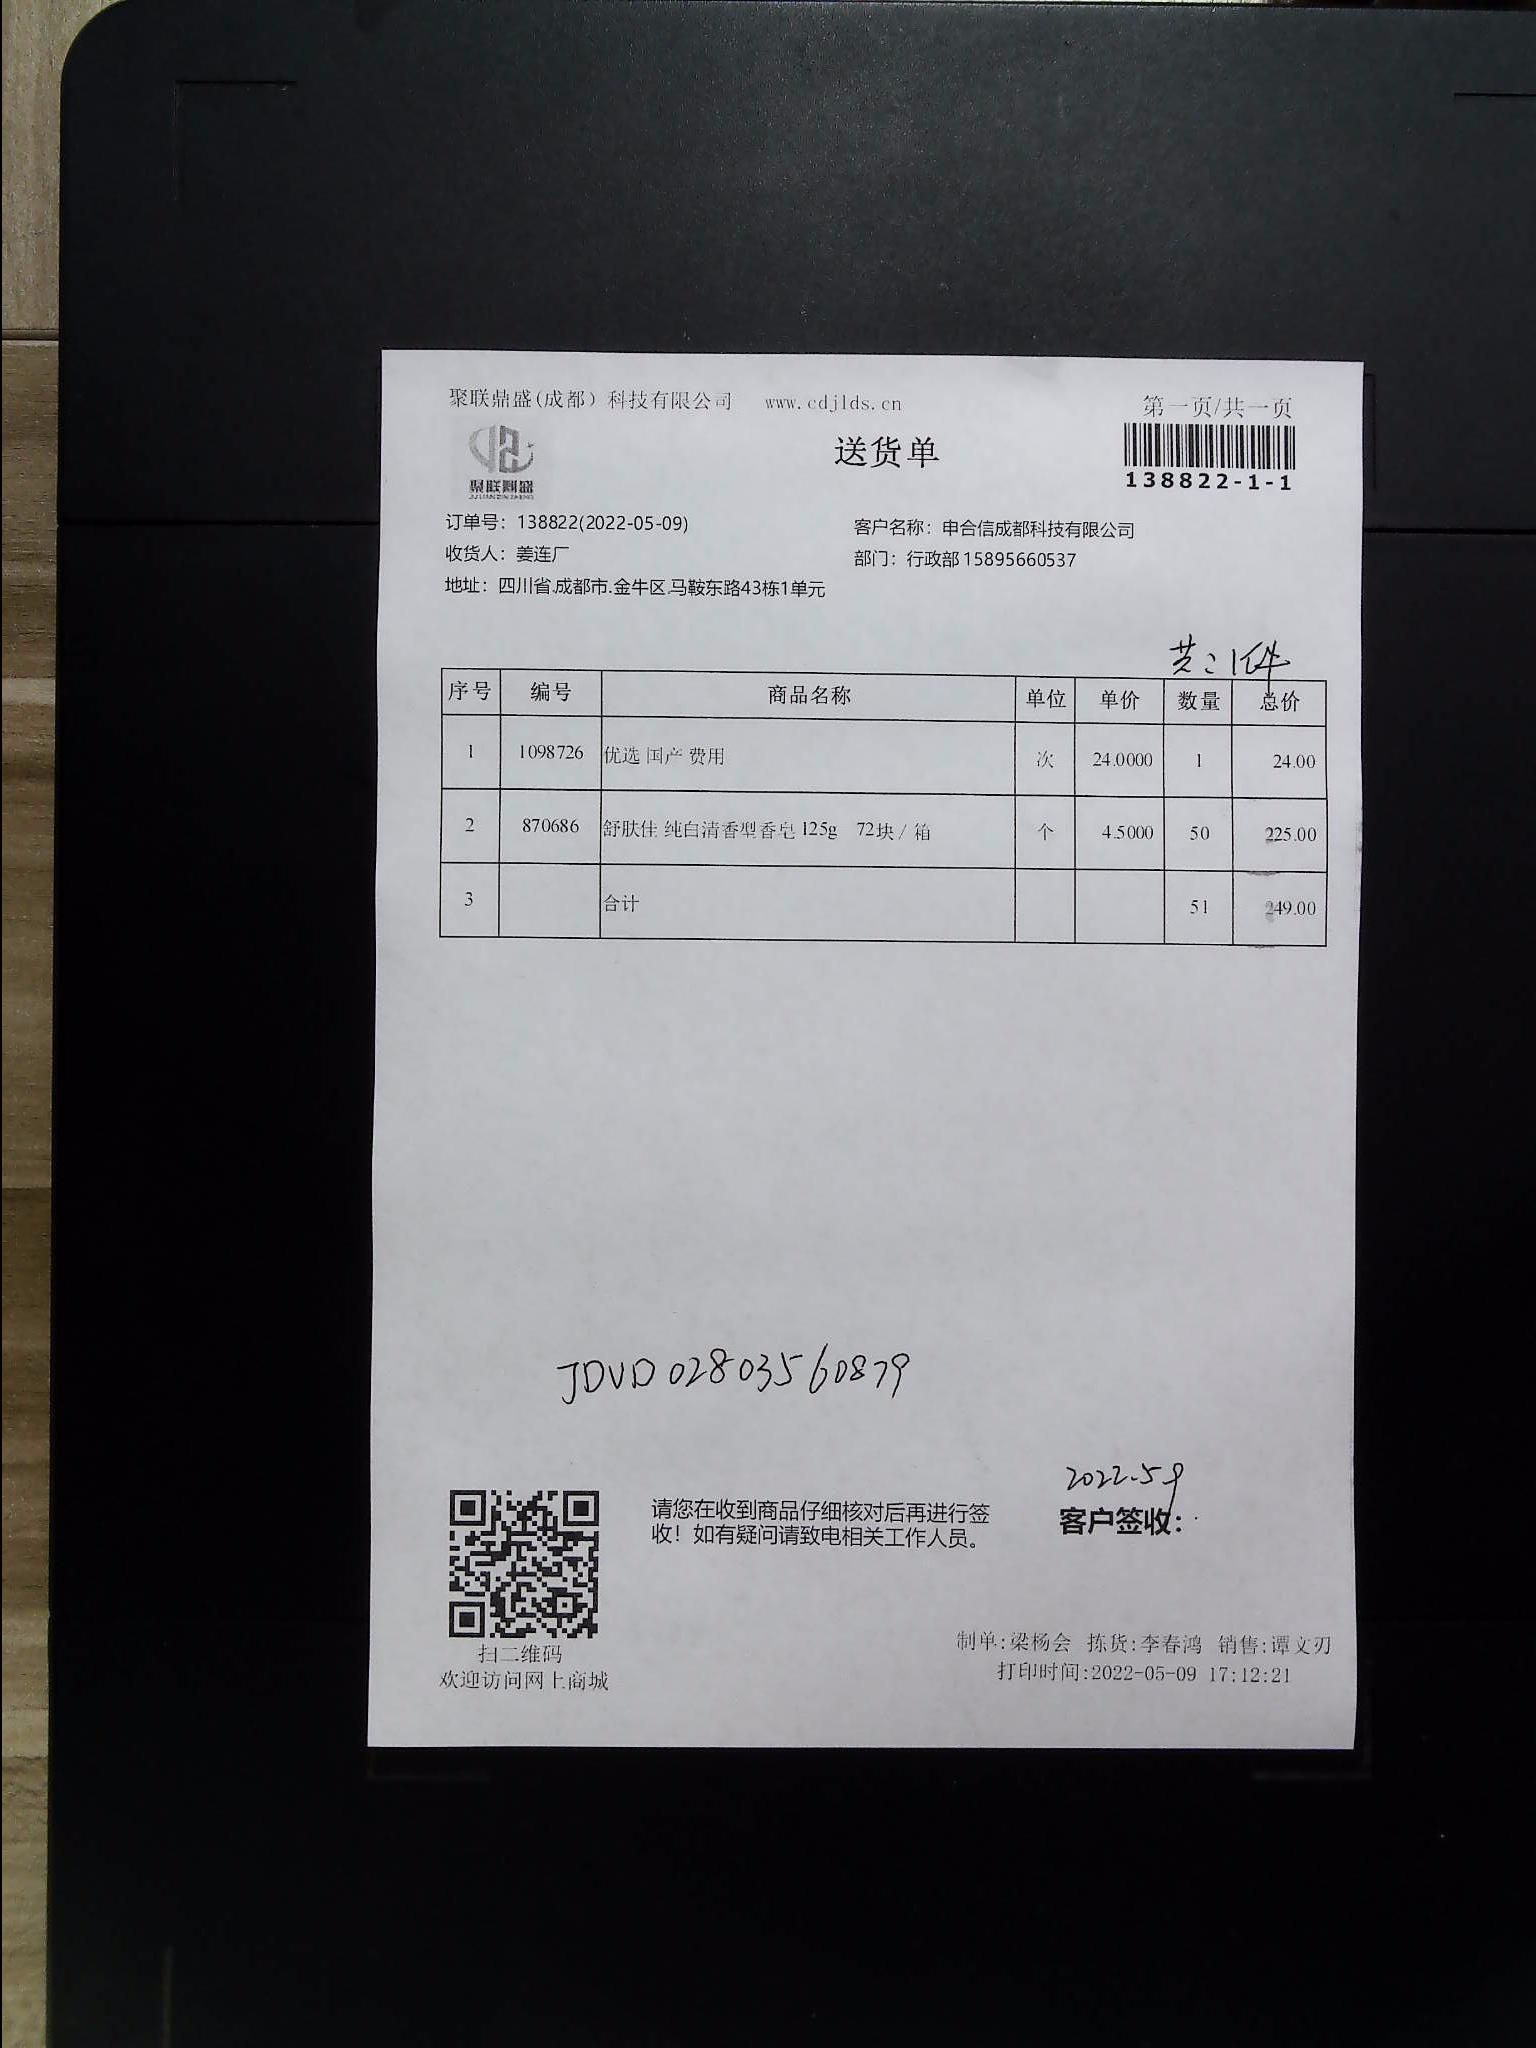 聚联鼎盛(成都）科技有限公司 www.cdjlds.cn
第一页/共一页
聚联鼎盛
JULIANDINSHENG
送货单
138822-1-1
订单号：138822(2022-05-09)
客户名称：申合信成都科技有限公司
收货人：姜连厂
部门：行政部 15895660537
地址：四川省.成都市.金牛区.马鞍东路43栋1单元
序号 编号 商品名称 单位 单价 数量 总价
1 1098726 优选 国产 费用 次 24.0000 1 24.00
2 870686 舒肤佳 纯白清香型香皂 125g 72块/箱 个 4.5000 50 225.00
3 合计 51 249.00
JDVD02803560879
2022.5.9
请您在收到商品仔细核对后再进行签
收！如有疑问请致电相关工作人员。
客户签收：
扫二维码
欢迎访问网上商城
制单:梁杨会 拣货:李春鸿 销售:谭文刃
打印时间:2022-05-09 17:12:21